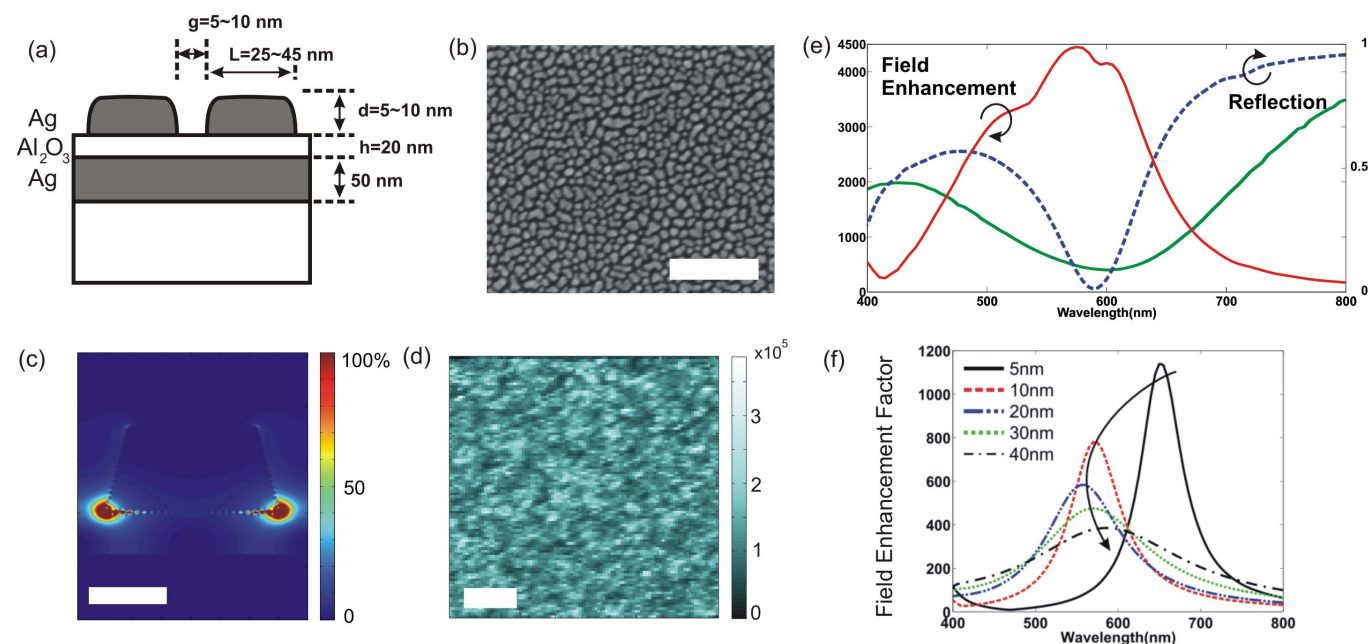 (a)
g=5~10 nm
L=25~45 nm
Ag
d=5~10 nm
Al2O3
h=20 nm
Ag
50 nm
(b)
(e)
4500
4000
3000
2000
1000
0
Field
Enhancement
Reflection
1
0.5
0
400
500
600
700
800
Wavelength(nm)
(c)
100%
50
0
(d)
x10^5
3
2
1
0
(f)
Field Enhancement Factor
1200
1000
800
600
400
200
0
5nm
10nm
20nm
30nm
40nm
400
500
600
700
800
Wavelength(nm)